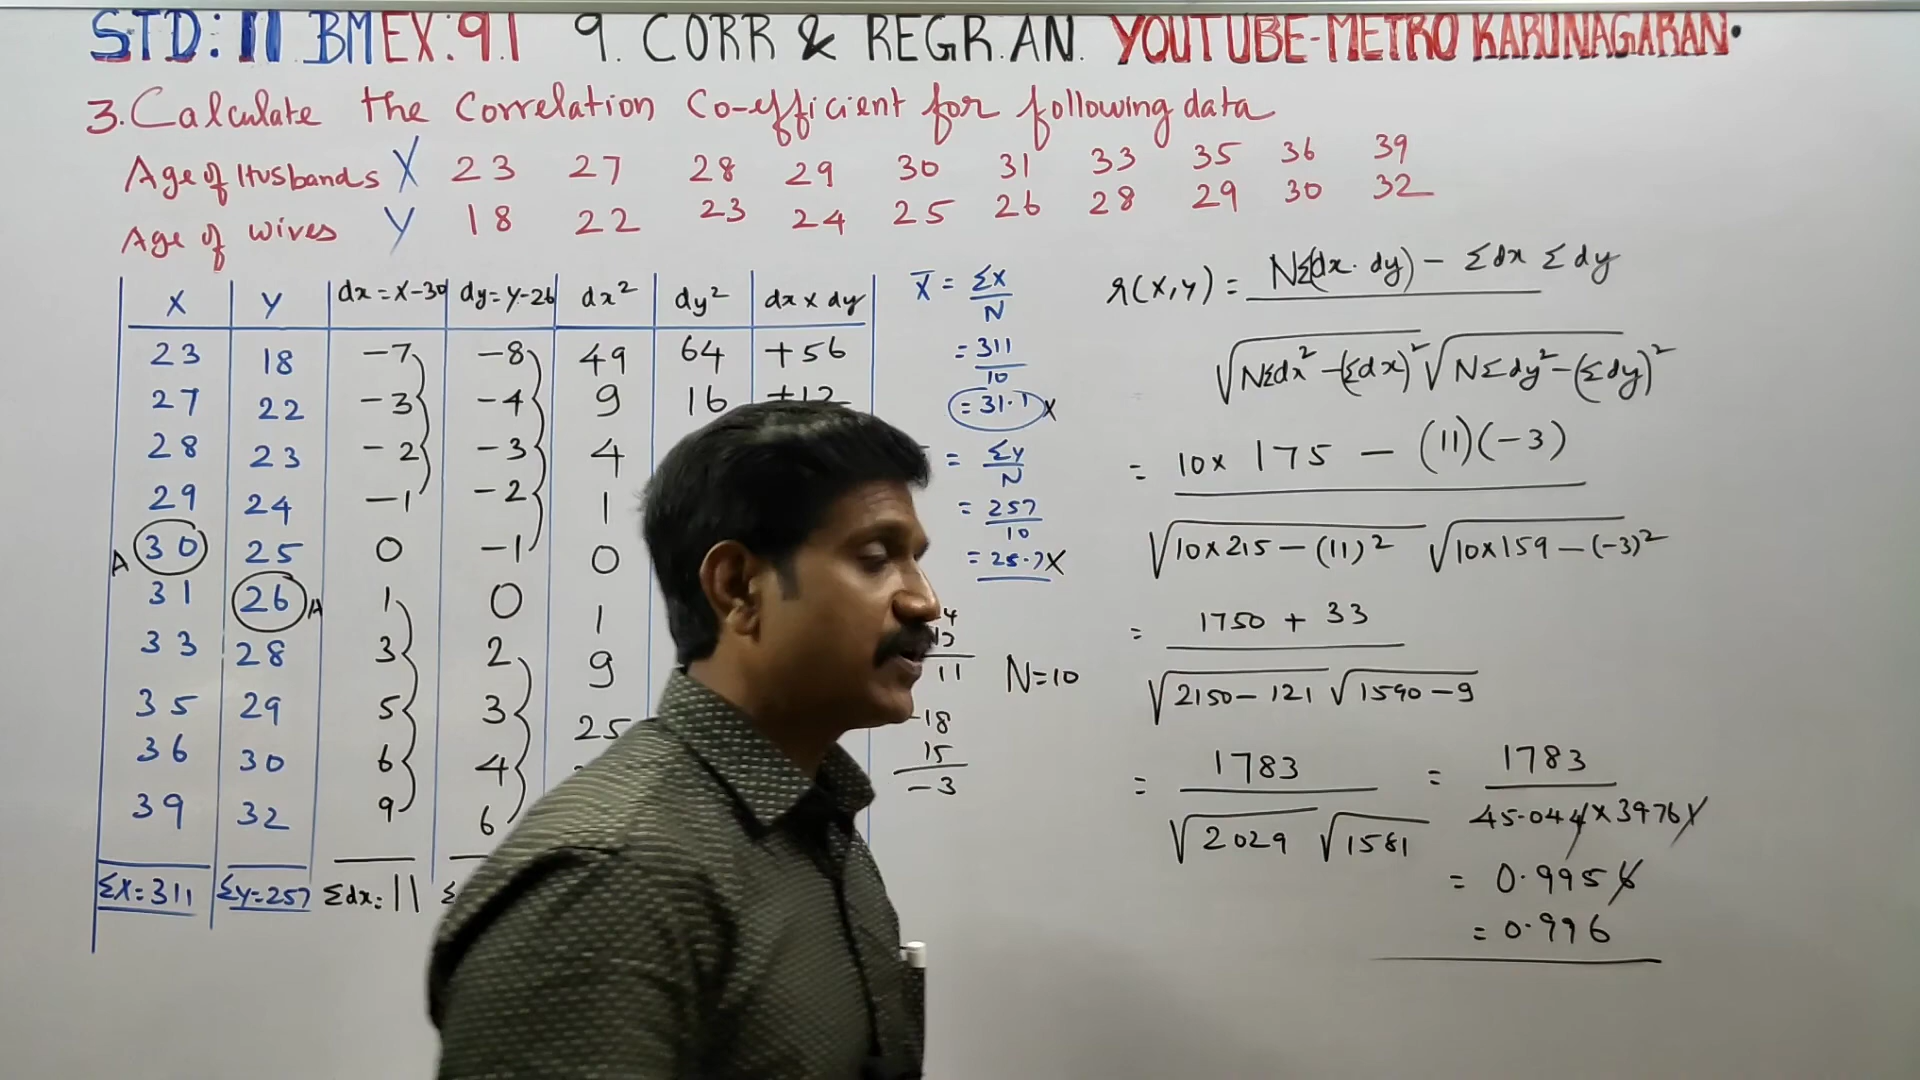 STD: 11 BM EX: 9.1 9. CORR & REGR. AN. YOUTUBE-METRO KARUNAGARAN.
3. Calculate the Correlation Co-efficient for following data
Age of Husbands X 23 27 28 29 30 31 33 35 36 39
Age of wives Y 18 22 23 24 25 26 28 29 30 32
X Y dx = X-30 dy = Y-26 dx² dy² dx x dy
23 18 -7 -8 49 64 +56
27 22 -3 -4 9 16 +12
28 23 -2 -3 4
29 24 -1 -2 1
A 30 25 0 -1 0
31 26 A 1 0 1
33 28 3 2 9
35 29 5 3 25
36 30 6 4
39 32 9 6
ΣX = 311 ΣY = 257 Σdx = 11 Σ
X̄ = ΣX/N
= 311/10
= 31.1 X
= ΣY/N
= 257/10
= 25.7 X
11
-18
15
-3
N = 10
r(X,Y) = NΣ(dx.dy) - Σdx Σdy
√NΣdx² - (Σdx)² √NΣdy² - (Σdy)²
= 10 x 175 - (11)(-3)
√10 x 215 - (11)² √10 x 159 - (-3)²
= 1750 + 33
√2150 - 121 √1590 - 9
= 1783 = 1783
√2029 √1581 45.044 x 3976
= 0.9956
= 0.996